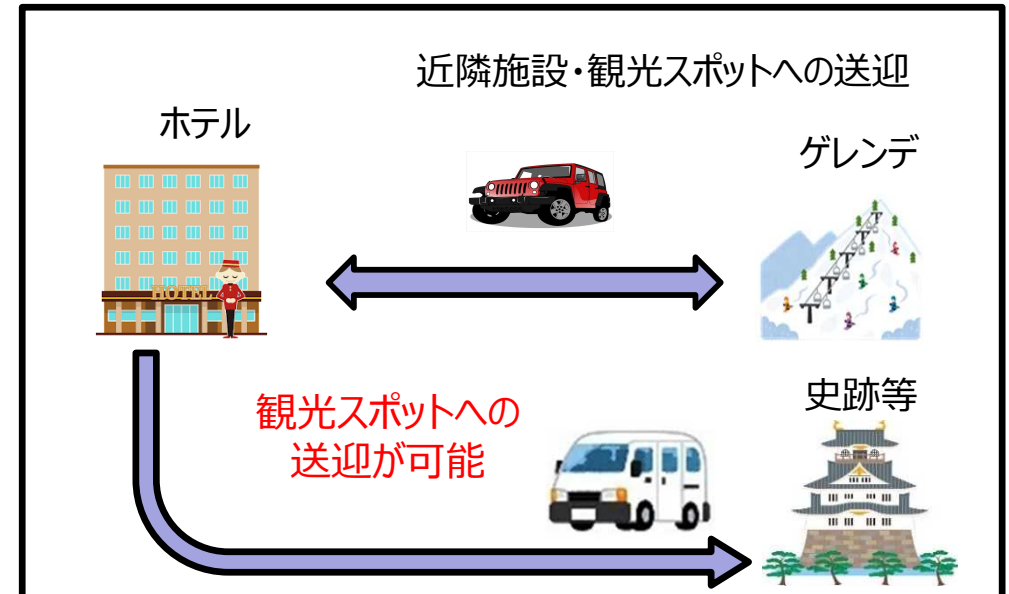 近隣施設・観光スポットへの送迎
ホテル
ゲレンデ
HOTEL
史跡等
観光スポットへの
送迎が可能